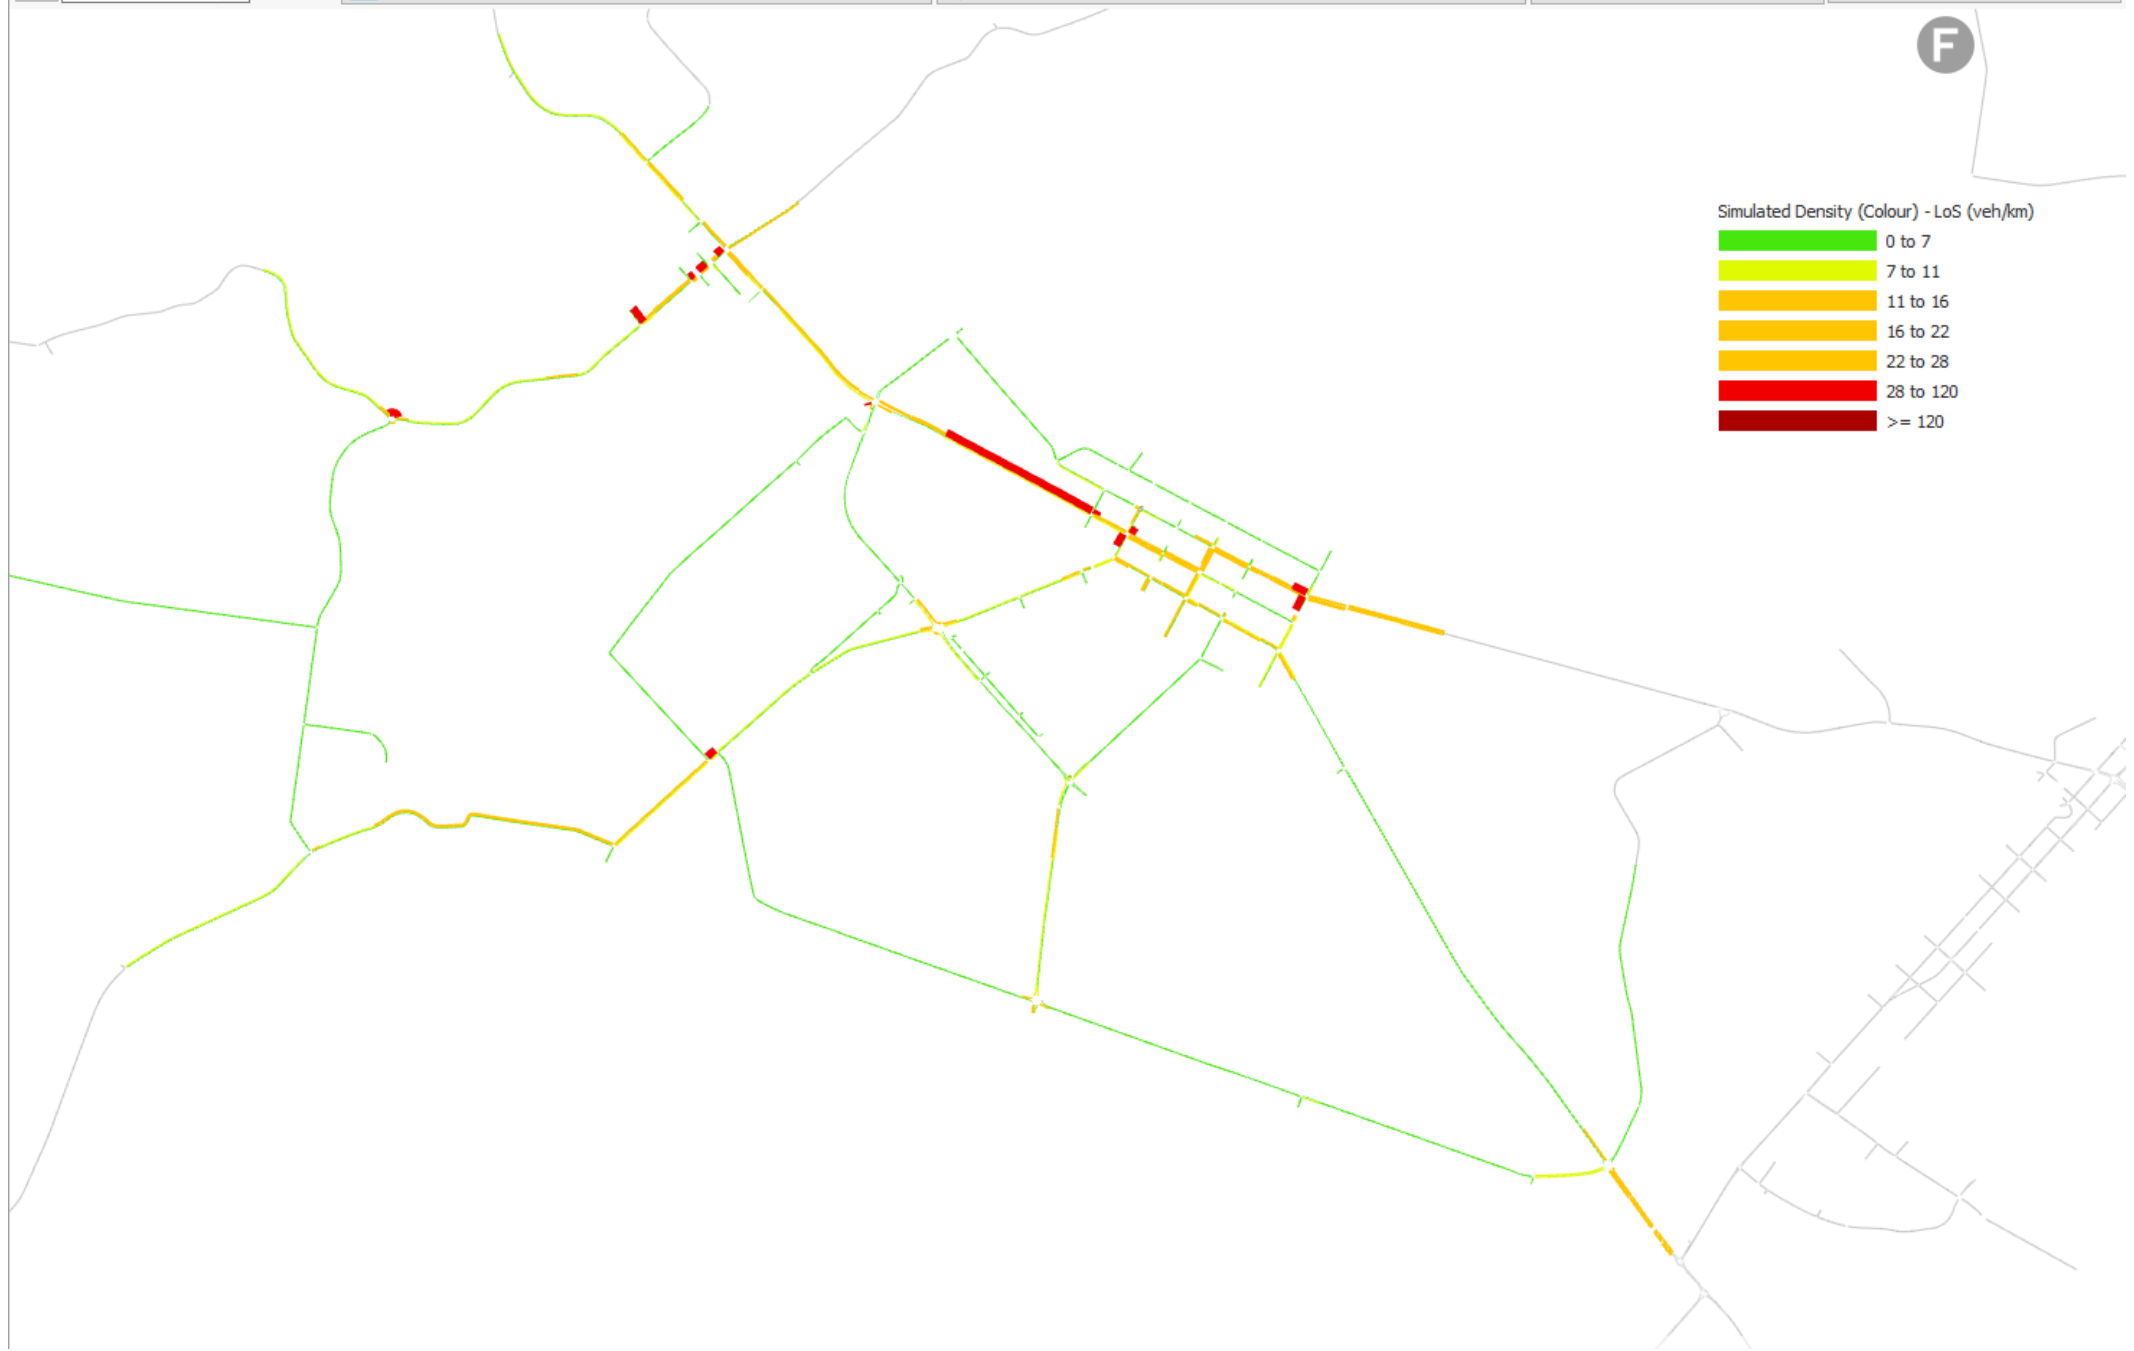 F
Simulated Density (Colour) - LoS (veh/km)
0 to 7
7 to 11
11 to 16
16 to 22
22 to 28
28 to 120
>= 120